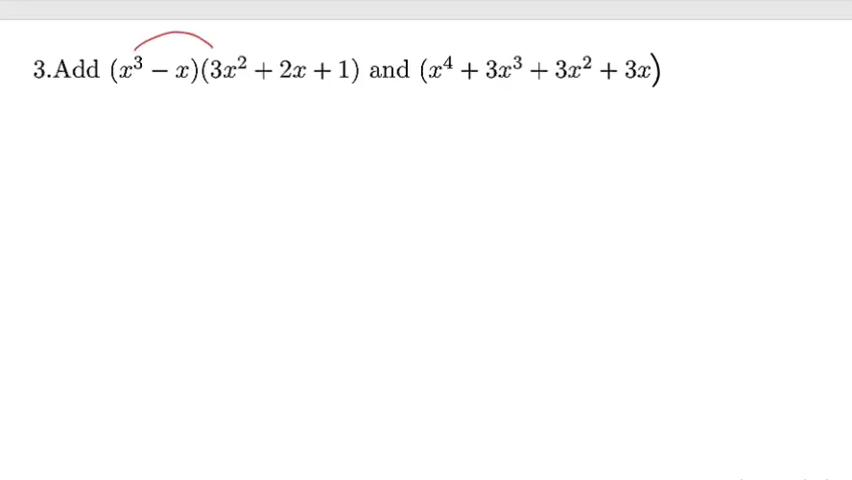 3.Add (x³ − x)(3x² + 2x + 1) and (x⁴ + 3x³ + 3x² + 3x)